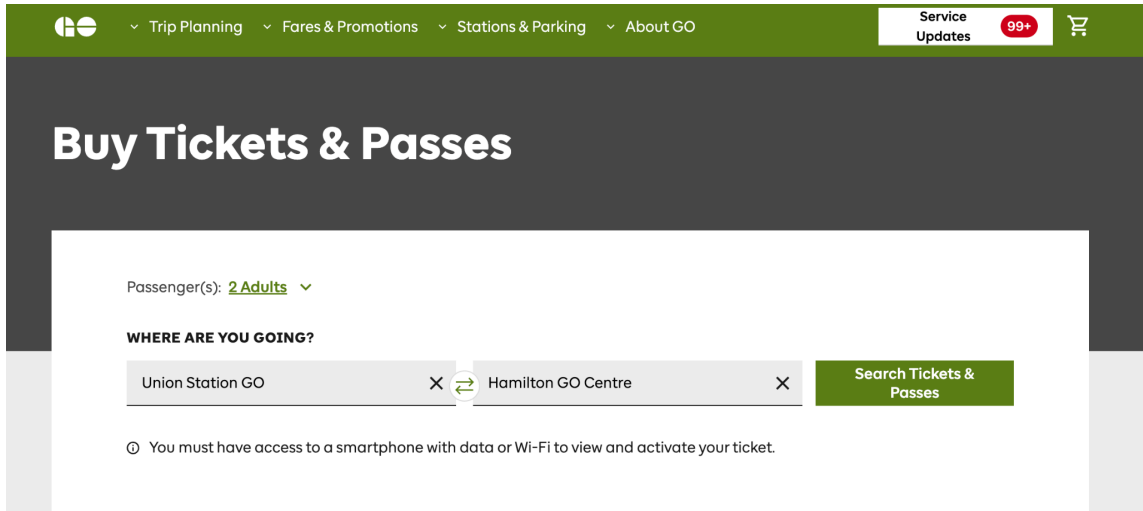 Trip Planning Fares & Promotions Stations & Parking About GO Service Updates 99+
Buy Tickets & Passes
Passenger(s): 2 Adults
WHERE ARE YOU GOING?
Union Station GO Hamilton GO Centre Search Tickets & Passes
You must have access to a smartphone with data or Wi-Fi to view and activate your ticket.